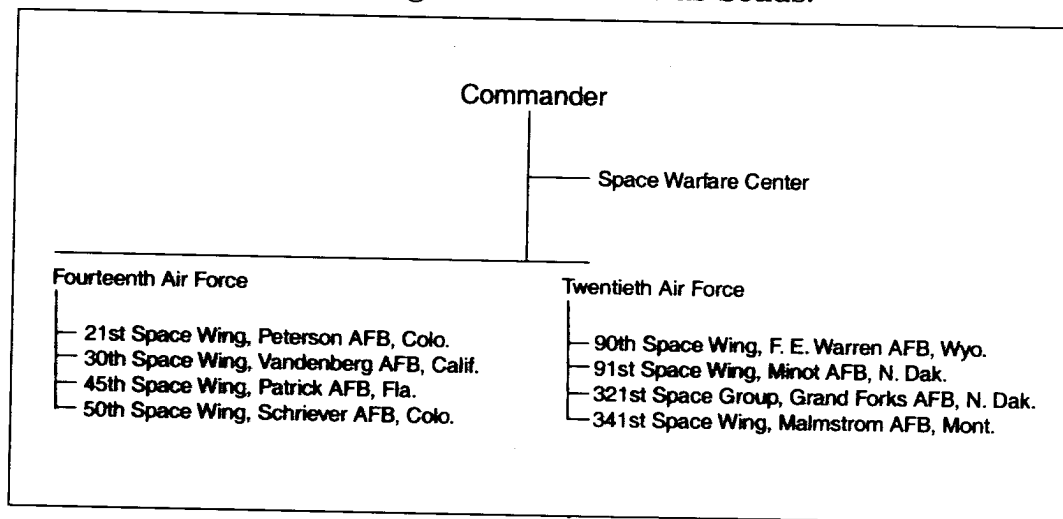 Commander
Space Warfare Center
Fourteenth Air Force
21st Space Wing, Peterson AFB, Colo.
30th Space Wing, Vandenberg AFB, Calif.
45th Space Wing, Patrick AFB, Fla.
50th Space Wing, Schriever AFB, Colo.
Twentieth Air Force
90th Space Wing, F. E. Warren AFB, Wyo.
91st Space Wing, Minot AFB, N. Dak.
321st Space Group, Grand Forks AFB, N. Dak.
341st Space Wing, Malmstrom AFB, Mont.